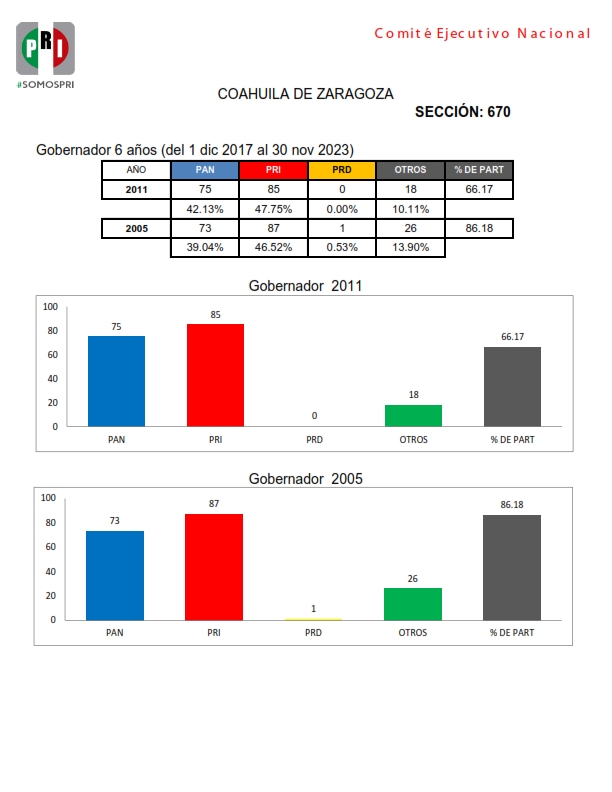 Comité Ejecutivo Nacional
PRI
#SOMOSPRI
COAHUILA DE ZARAGOZA
SECCIÓN: 670
Gobernador 6 años (del 1 dic 2017 al 30 nov 2023)
AÑO PAN PRI PRD OTROS % DE PART
2011 75 85 0 18 66.17
42.13% 47.75% 0.00% 10.11%
2005 73 87 1 26 86.18
39.04% 46.52% 0.53% 13.90%
Gobernador 2011
100
80
60
40
20
0
75
85
0
18
66.17
PAN PRI PRD OTROS % DE PART
Gobernador 2005
100
80
60
40
20
0
73
87
1
26
86.18
PAN PRI PRD OTROS % DE PART